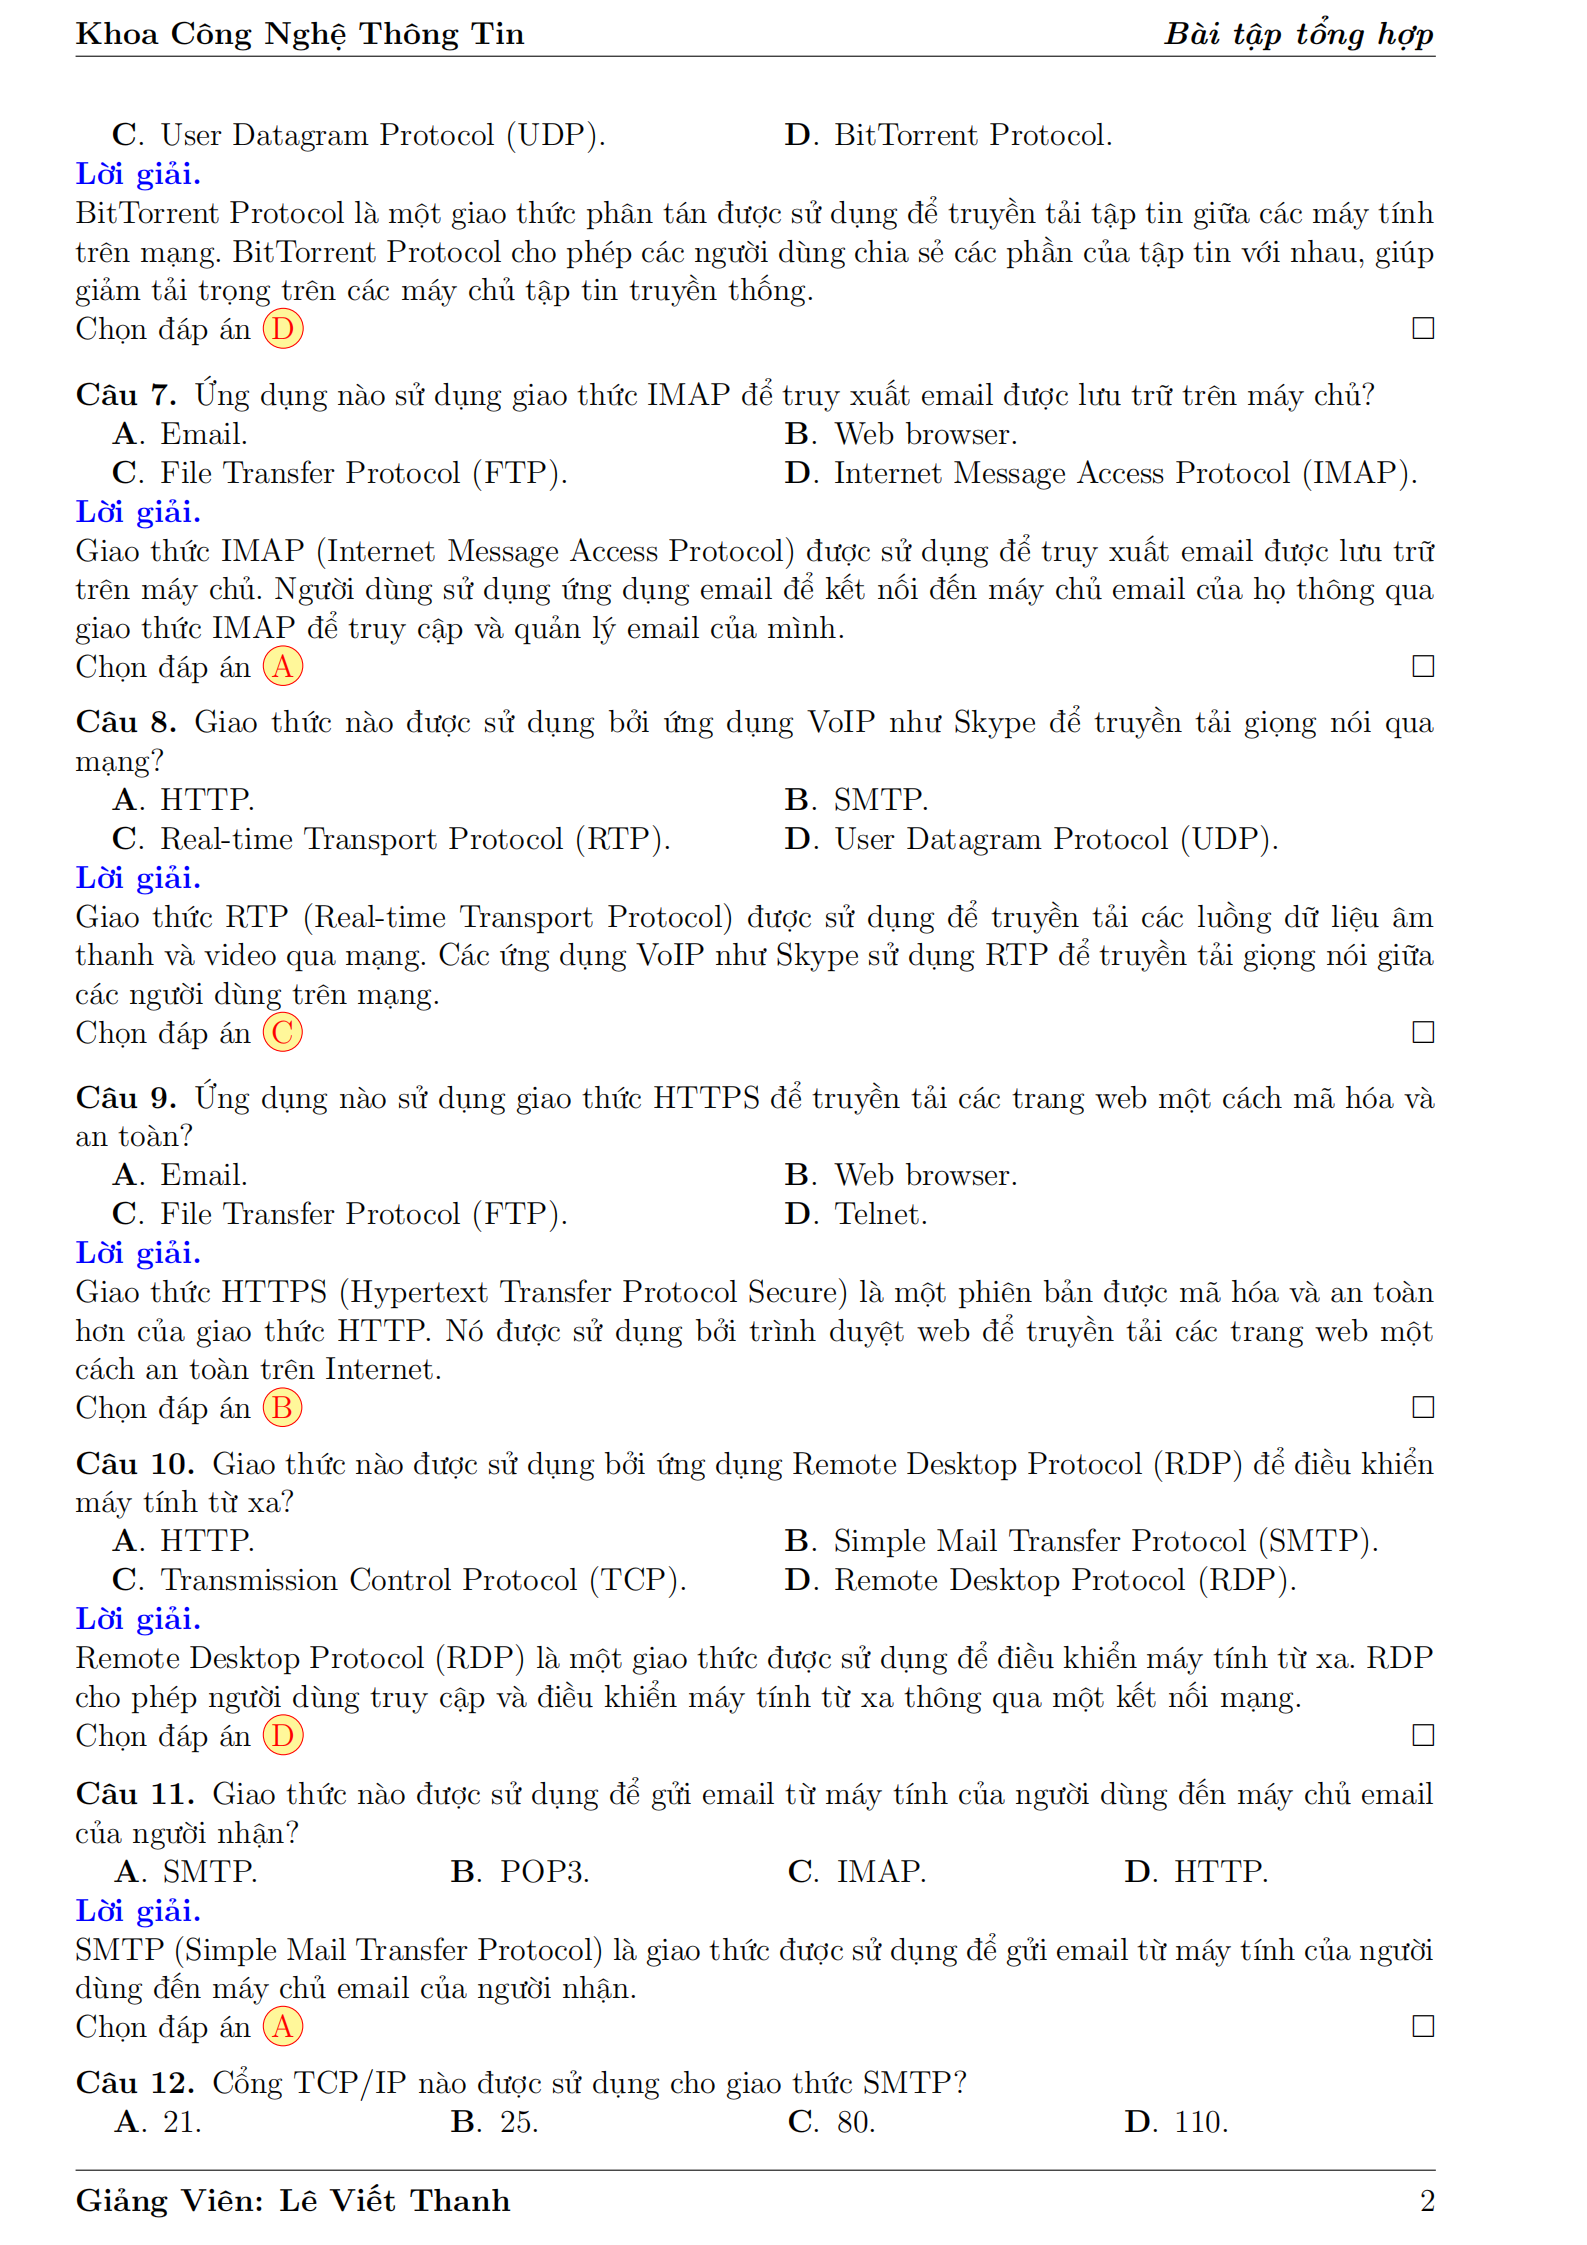 Khoa Công Nghệ Thông Tin Bài tập tổng hợp
C. User Datagram Protocol (UDP). D. BitTorrent Protocol.
Lời giải.
BitTorrent Protocol là một giao thức phân tán được sử dụng để truyền tải tập tin giữa các máy tính
trên mạng. BitTorrent Protocol cho phép các người dùng chia sẻ các phần của tập tin với nhau, giúp
giảm tải trọng trên các máy chủ tập tin truyền thống.
Chọn đáp án D □
Câu 7. Ứng dụng nào sử dụng giao thức IMAP để truy xuất email được lưu trữ trên máy chủ?
A. Email. B. Web browser.
C. File Transfer Protocol (FTP). D. Internet Message Access Protocol (IMAP).
Lời giải.
Giao thức IMAP (Internet Message Access Protocol) được sử dụng để truy xuất email được lưu trữ
trên máy chủ. Người dùng sử dụng ứng dụng email để kết nối đến máy chủ email của họ thông qua
giao thức IMAP để truy cập và quản lý email của mình.
Chọn đáp án A □
Câu 8. Giao thức nào được sử dụng bởi ứng dụng VoIP như Skype để truyền tải giọng nói qua
mạng?
A. HTTP. B. SMTP.
C. Real-time Transport Protocol (RTP). D. User Datagram Protocol (UDP).
Lời giải.
Giao thức RTP (Real-time Transport Protocol) được sử dụng để truyền tải các luồng dữ liệu âm
thanh và video qua mạng. Các ứng dụng VoIP như Skype sử dụng RTP để truyền tải giọng nói giữa
các người dùng trên mạng.
Chọn đáp án C □
Câu 9. Ứng dụng nào sử dụng giao thức HTTPS để truyền tải các trang web một cách mã hóa và
an toàn?
A. Email. B. Web browser.
C. File Transfer Protocol (FTP). D. Telnet.
Lời giải.
Giao thức HTTPS (Hypertext Transfer Protocol Secure) là một phiên bản được mã hóa và an toàn
hơn của giao thức HTTP. Nó được sử dụng bởi trình duyệt web để truyền tải các trang web một
cách an toàn trên Internet.
Chọn đáp án B □
Câu 10. Giao thức nào được sử dụng bởi ứng dụng Remote Desktop Protocol (RDP) để điều khiển
máy tính từ xa?
A. HTTP. B. Simple Mail Transfer Protocol (SMTP).
C. Transmission Control Protocol (TCP). D. Remote Desktop Protocol (RDP).
Lời giải.
Remote Desktop Protocol (RDP) là một giao thức được sử dụng để điều khiển máy tính từ xa. RDP
cho phép người dùng truy cập và điều khiển máy tính từ xa thông qua một kết nối mạng.
Chọn đáp án D □
Câu 11. Giao thức nào được sử dụng để gửi email từ máy tính của người dùng đến máy chủ email
của người nhận?
A. SMTP. B. POP3. C. IMAP. D. HTTP.
Lời giải.
SMTP (Simple Mail Transfer Protocol) là giao thức được sử dụng để gửi email từ máy tính của người
dùng đến máy chủ email của người nhận.
Chọn đáp án A □
Câu 12. Cổng TCP/IP nào được sử dụng cho giao thức SMTP?
A. 21. B. 25. C. 80. D. 110.
Giảng Viên: Lê Viết Thanh 2